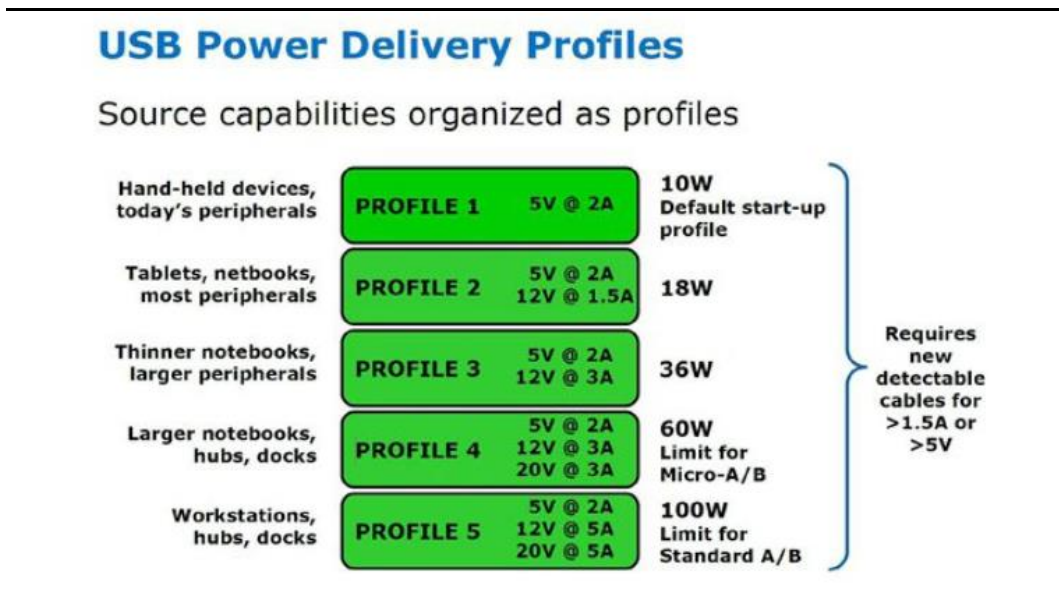 USB Power Delivery Profiles
Source capabilities organized as profiles
Hand-held devices,
today's peripherals
PROFILE 1
5V @ 2A
10W
Default start-up
profile
Tablets, netbooks,
most peripherals
PROFILE 2
5V @ 2A
12V @ 1.5A
18W
Thinner notebooks,
larger peripherals
PROFILE 3
5V @ 2A
12V @ 3A
36W
Larger notebooks,
hubs, docks
PROFILE 4
5V @ 2A
12V @ 3A
20V @ 3A
60W
Limit for
Micro-A/B
Workstations,
hubs, docks
PROFILE 5
5V @ 2A
12V @ 5A
20V @ 5A
100W
Limit for
Standard A/B
Requires
new
detectable
cables for
>1.5A or
>5V